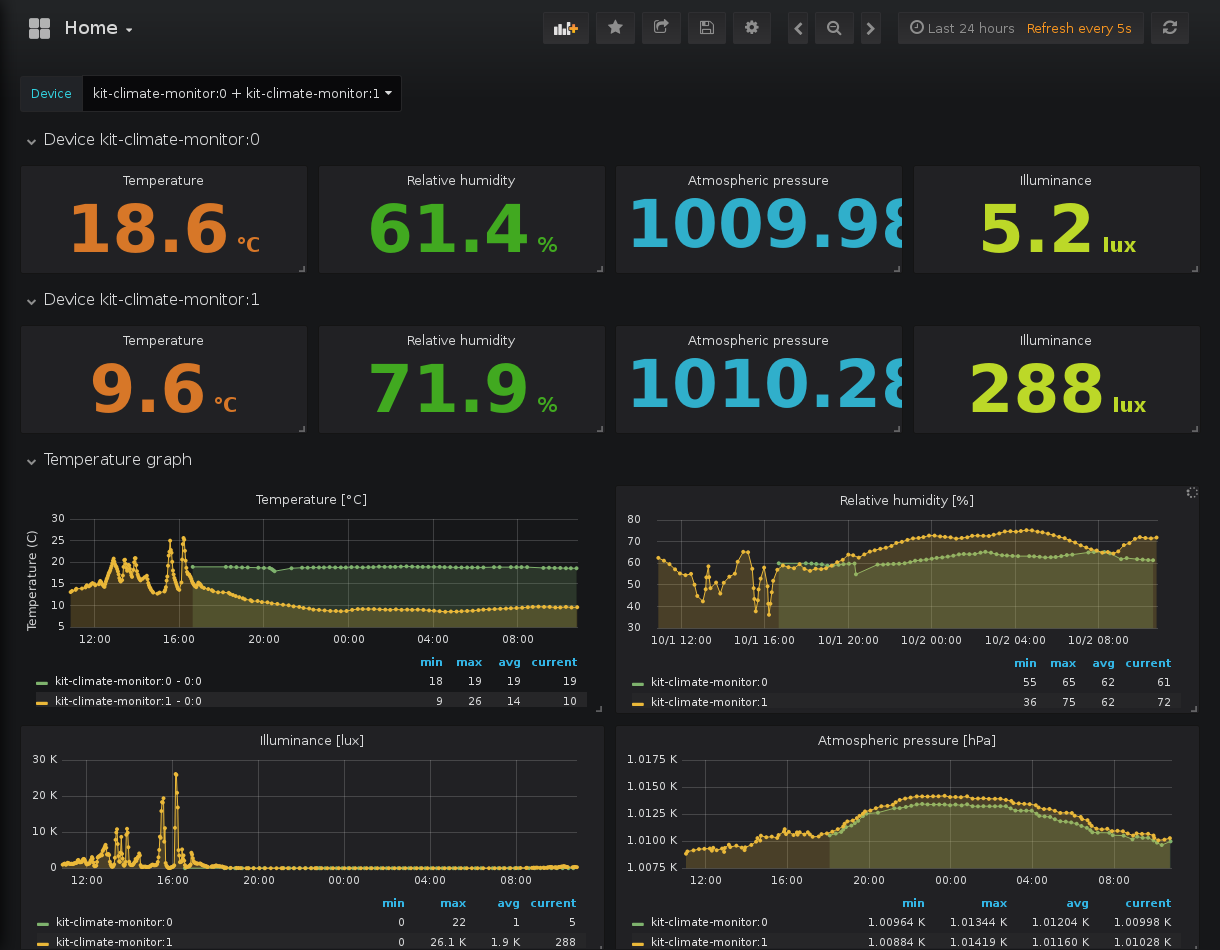 Home
Last 24 hours Refresh every 5s
Device kit-climate-monitor:0 + kit-climate-monitor:1
Device kit-climate-monitor:0
Temperature Relative humidity Atmospheric pressure Illuminance
18.6 °C 61.4 % 1009.98 5.2 lux
Device kit-climate-monitor:1
Temperature Relative humidity Atmospheric pressure Illuminance
9.6 °C 71.9 % 1010.28 288 lux
Temperature graph
Temperature [°C]
Temperature (C)
30
25
20
15
10
5
12:00 16:00 20:00 00:00 04:00 08:00
min max avg current
kit-climate-monitor:0 - 0:0 18 19 19 19
kit-climate-monitor:1 - 0:0 9 26 14 10
Relative humidity [%]
80
70
60
50
40
30
10/1 12:00 10/1 16:00 10/1 20:00 10/2 00:00 10/2 04:00 10/2 08:00
min max avg current
kit-climate-monitor:0 55 65 62 61
kit-climate-monitor:1 36 75 62 72
Illuminance [lux]
30 K
20 K
10 K
0
12:00 16:00 20:00 00:00 04:00 08:00
min max avg current
kit-climate-monitor:0 0 22 1 5
kit-climate-monitor:1 0 26.1 K 1.9 K 288
Atmospheric pressure [hPa]
1.0175 K
1.0150 K
1.0125 K
1.0100 K
1.0075 K
12:00 16:00 20:00 00:00 04:00 08:00
min max avg current
kit-climate-monitor:0 1.00964 K 1.01344 K 1.01204 K 1.00998 K
kit-climate-monitor:1 1.00884 K 1.01419 K 1.01160 K 1.01028 K